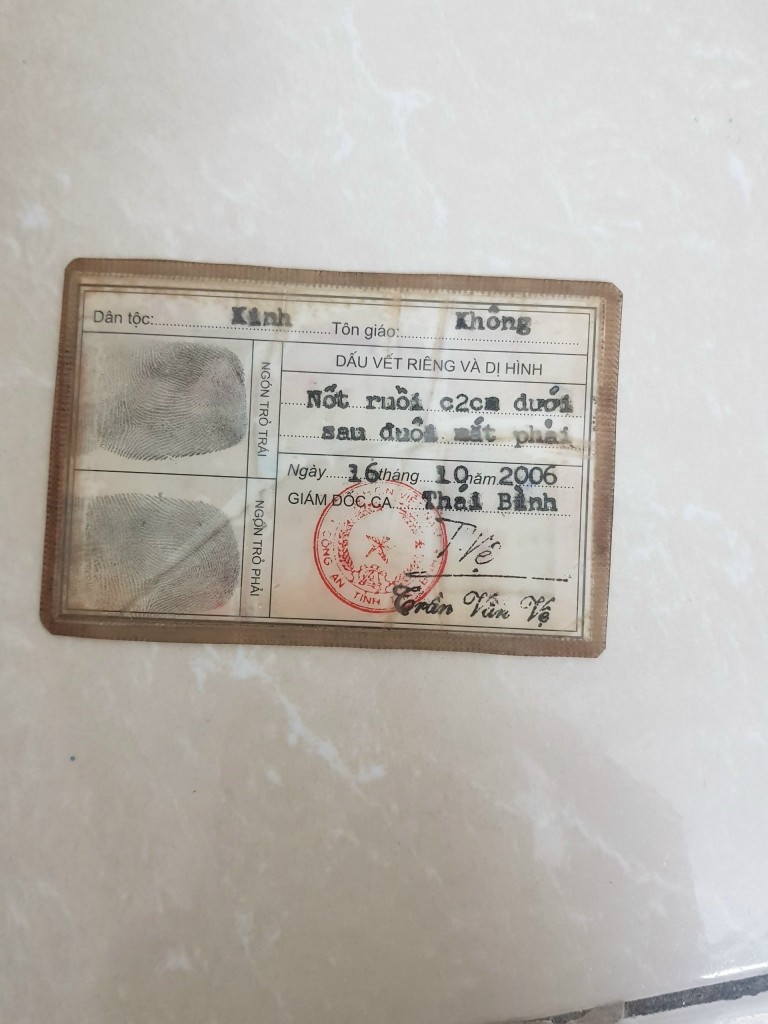 Dân tộc: Kinh Tôn giáo: Không
NGÓN TRỎ TRÁI
DẤU VẾT RIÊNG VÀ DỊ HÌNH
Nốt ruồi c2cm dưới
sau đuôi mắt phải
NGÓN TRỎ PHẢI
Ngày 16 tháng 10 năm 2006
GIÁM ĐỐC CA Thái Bình
CÔNG AN TỈNH
T.Vệ
Trần Văn Vệ